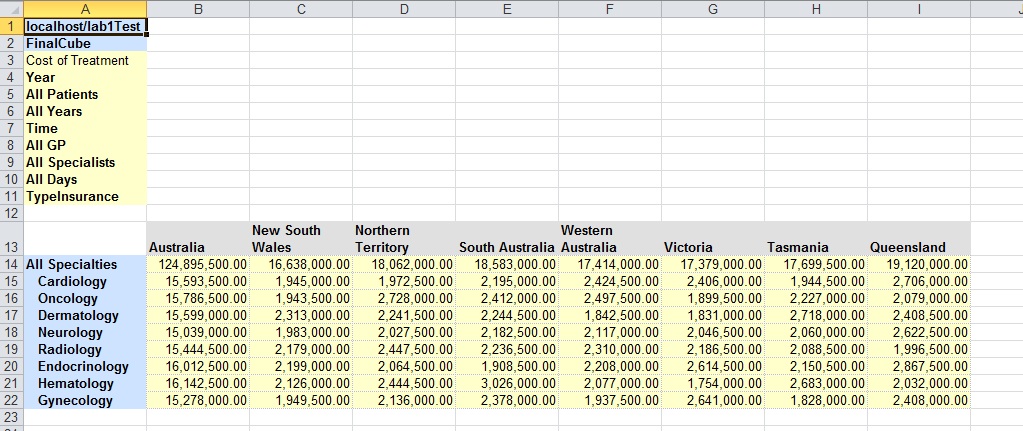 A B C D E F G H I
1 localhost/lab1Test
2 FinalCube
3 Cost of Treatment
4 Year
5 All Patients
6 All Years
7 Time
8 All GP
9 All Specialists
10 All Days
11 TypeInsurance
12
New South Northern Western
13 Australia Wales Territory South Australia Australia Victoria Tasmania Queensland
14 All Specialties 124,895,500.00 16,638,000.00 18,062,000.00 18,583,000.00 17,414,000.00 17,379,000.00 17,699,500.00 19,120,000.00
15 Cardiology 15,593,500.00 1,945,000.00 1,972,500.00 2,195,000.00 2,424,500.00 2,406,000.00 1,944,500.00 2,706,000.00
16 Oncology 15,786,500.00 1,943,500.00 2,728,000.00 2,412,000.00 2,497,500.00 1,899,500.00 2,227,000.00 2,079,000.00
17 Dermatology 15,599,000.00 2,313,000.00 2,241,500.00 2,244,500.00 1,842,500.00 1,831,000.00 2,718,000.00 2,408,500.00
18 Neurology 15,039,000.00 1,983,000.00 2,027,500.00 2,182,500.00 2,117,000.00 2,046,500.00 2,060,000.00 2,622,500.00
19 Radiology 15,444,500.00 2,179,000.00 2,447,500.00 2,236,500.00 2,310,000.00 2,186,500.00 2,088,500.00 1,996,500.00
20 Endocrinology 16,012,500.00 2,199,000.00 2,064,500.00 1,908,500.00 2,208,000.00 2,614,500.00 2,150,500.00 2,867,500.00
21 Hematology 16,142,500.00 2,126,000.00 2,444,500.00 3,026,000.00 2,077,000.00 1,754,000.00 2,683,000.00 2,032,000.00
22 Gynecology 15,278,000.00 1,949,500.00 2,136,000.00 2,378,000.00 1,937,500.00 2,641,000.00 1,828,000.00 2,408,000.00
23